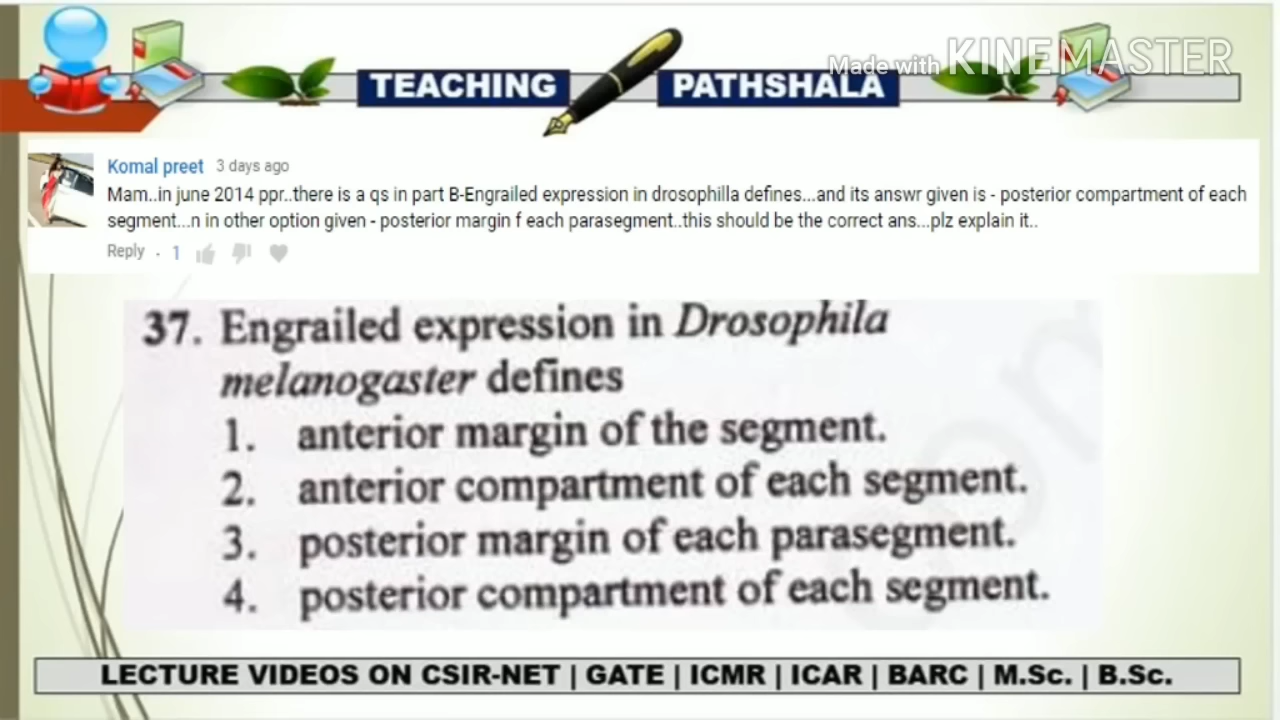 Made with KINEMASTER
TEACHING PATHSHALA
Komal preet 3 days ago
Mam..in june 2014 ppr..there is a qs in part B-Engrailed expression in drosophilla defines...and its answr given is - posterior compartment of each
segment...n in other option given - posterior margin f each parasegment..this should be the correct ans...plz explain it..
Reply . 1
37. Engrailed expression in Drosophila
melanogaster defines
1. anterior margin of the segment.
2. anterior compartment of each segment.
3. posterior margin of each parasegment.
4. posterior compartment of each segment.
LECTURE VIDEOS ON CSIR-NET | GATE | ICMR | ICAR | BARC | M.Sc. | B.Sc.